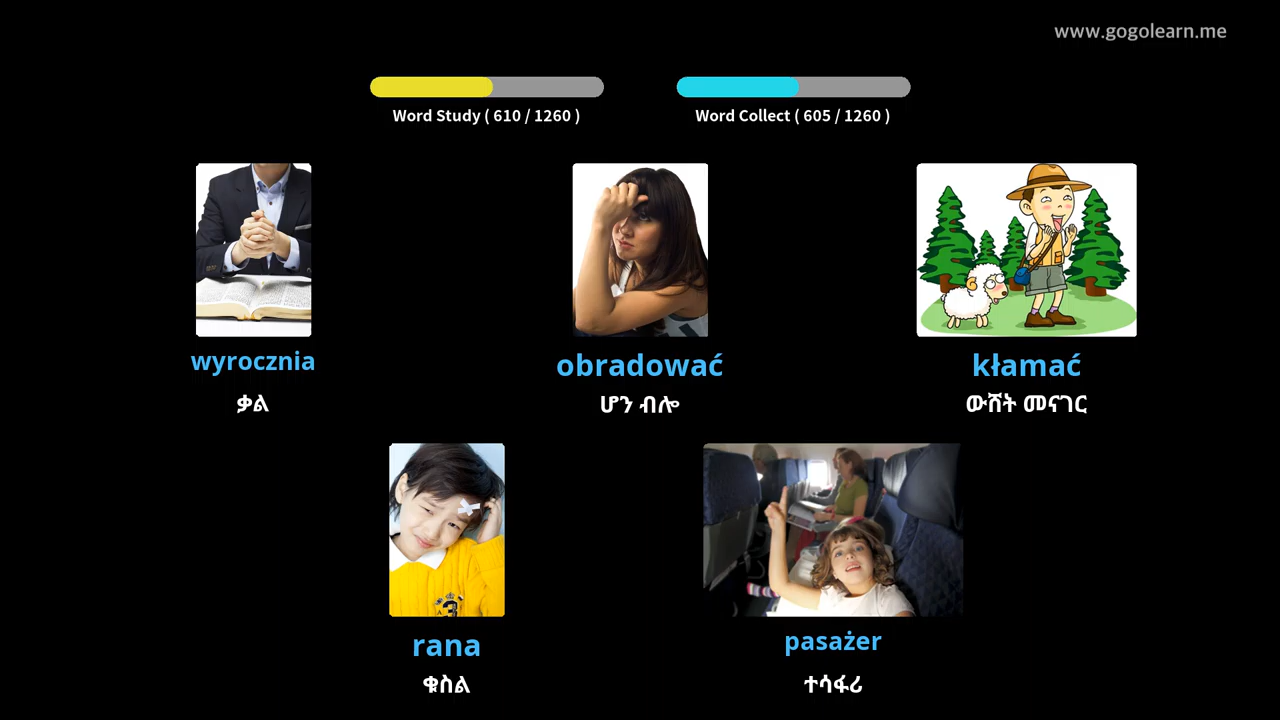 www.gogolearn.me
Word Study ( 610 / 1260 )
Word Collect ( 605 / 1260 )
wyrocznia
obradować
kłamać
ቃል
ሆን ብሎ
ውሸት መናገር
3
rana
pasażer
ቁስል
ተሳፋሪ